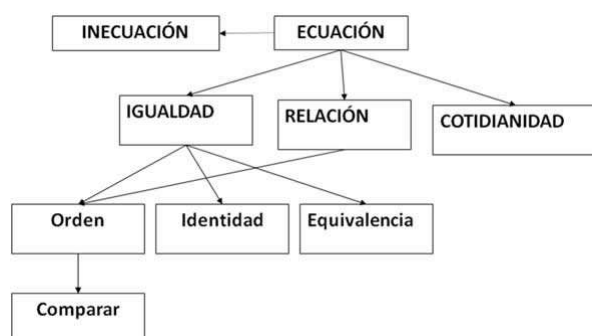 INECUACIÓN
ECUACIÓN
IGUALDAD
RELACIÓN
COTIDIANIDAD
Orden
Identidad
Equivalencia
Comparar